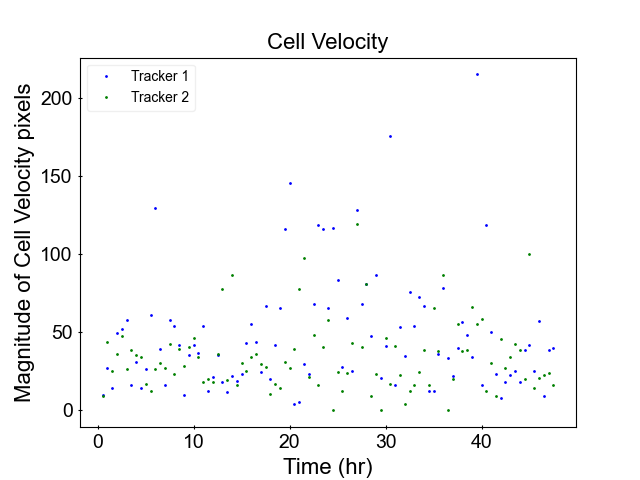 Cell Velocity
Tracker 1
Tracker 2
Magnitude of Cell Velocity pixels
200
150
100
50
0
0 10 20 30 40
Time (hr)